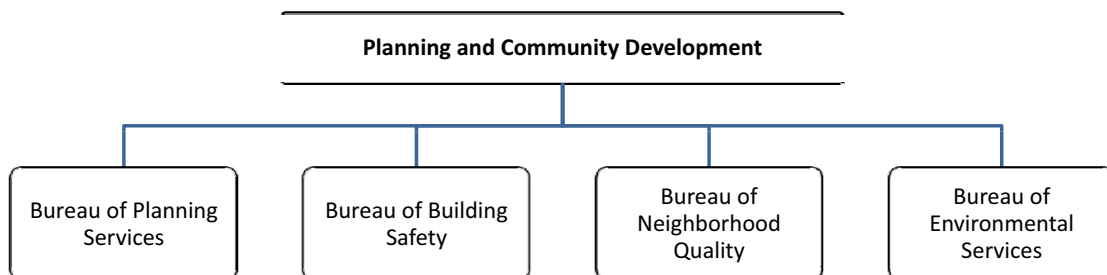 Planning and Community Development
Bureau of Planning
Services
Bureau of Building
Safety
Bureau of
Neighborhood
Quality
Bureau of
Environmental
Services